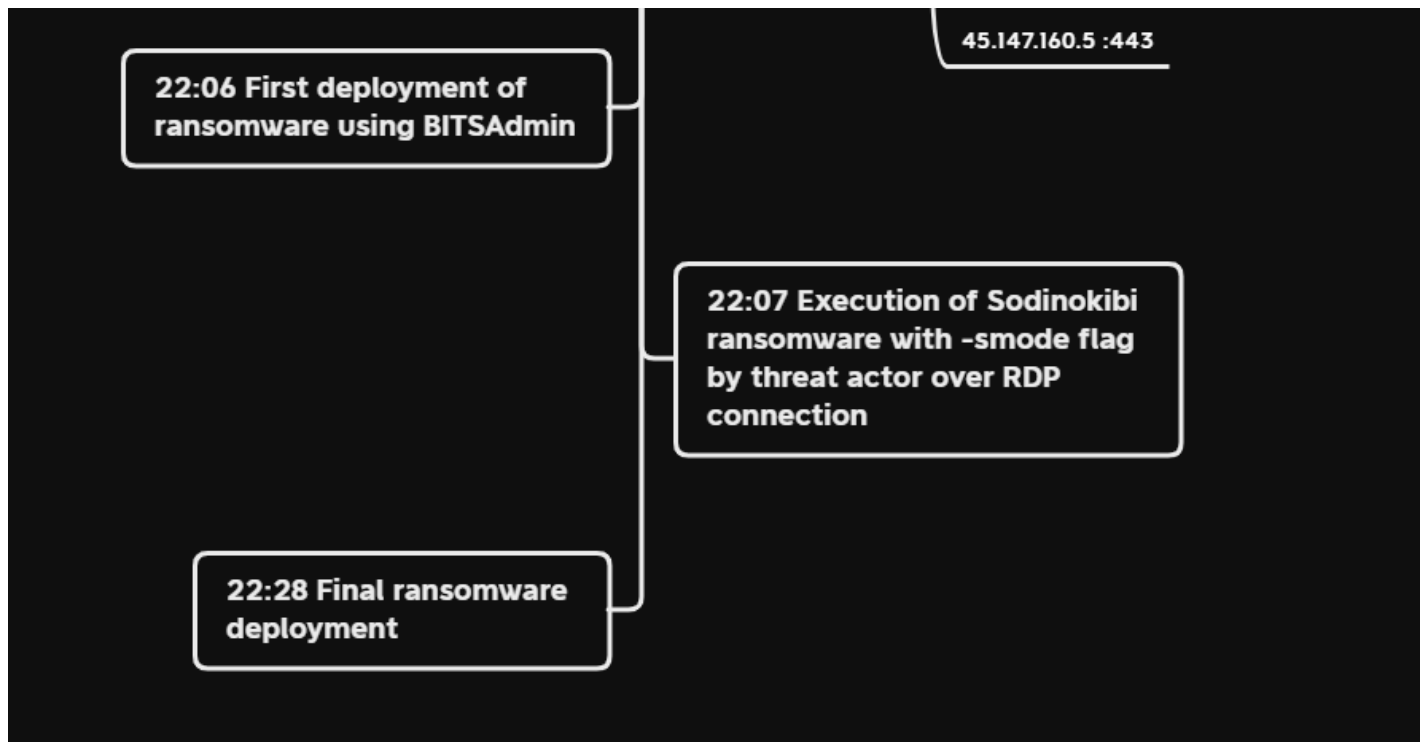 45.147.160.5 :443
22:06 First deployment of
ransomware using BITSAdmin
22:07 Execution of Sodinokibi
ransomware with -smode flag
by threat actor over RDP
connection
22:28 Final ransomware
deployment